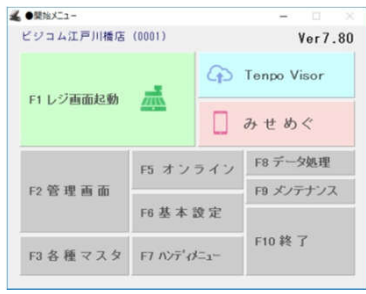 ●開始メニュー
ビジコム江戸川橋店 (0001)
Ver7.80
F1 レジ画面起動
Tenpo Visor
みせめぐ
F2 管理画面
F5 オンライン
F8 データ処理
F9 メンテナンス
F6 基本設定
F10 終了
F3 各種マスタ
F7 ハンディメニュー